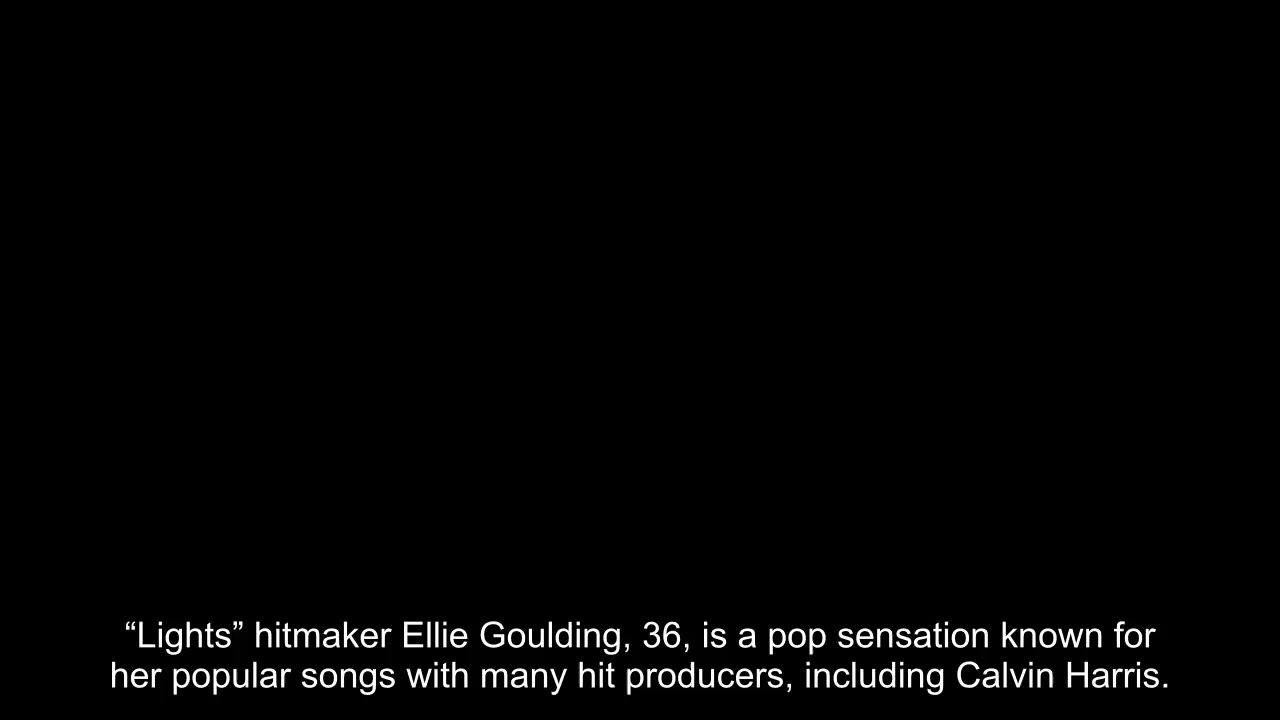 “Lights” hitmaker Ellie Goulding, 36, is a pop sensation known for
her popular songs with many hit producers, including Calvin Harris.